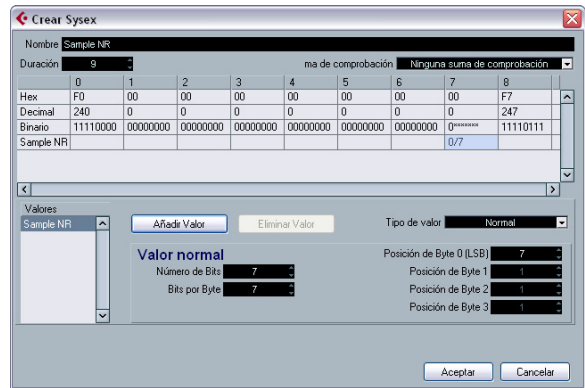 Crear Sysex
Nombre Sample NR
Duración 9 ma de comprobación Ninguna suma de comprobación
0 1 2 3 4 5 6 7 8
Hex F0 00 00 00 00 00 00 00 F7
Decimal 240 0 0 0 0 0 0 0 247
Binario 11110000 00000000 00000000 00000000 00000000 00000000 00000000 0******* 11110111
Sample NR 0/7
Valores
Sample NR Añadir Valor Eliminar Valor Tipo de valor Normal
Valor normal Posición de Byte 0 (LSB) 7
Número de Bits 7 Posición de Byte 1 1
Bits por Byte 7 Posición de Byte 2 1
Posición de Byte 3 1
Aceptar Cancelar